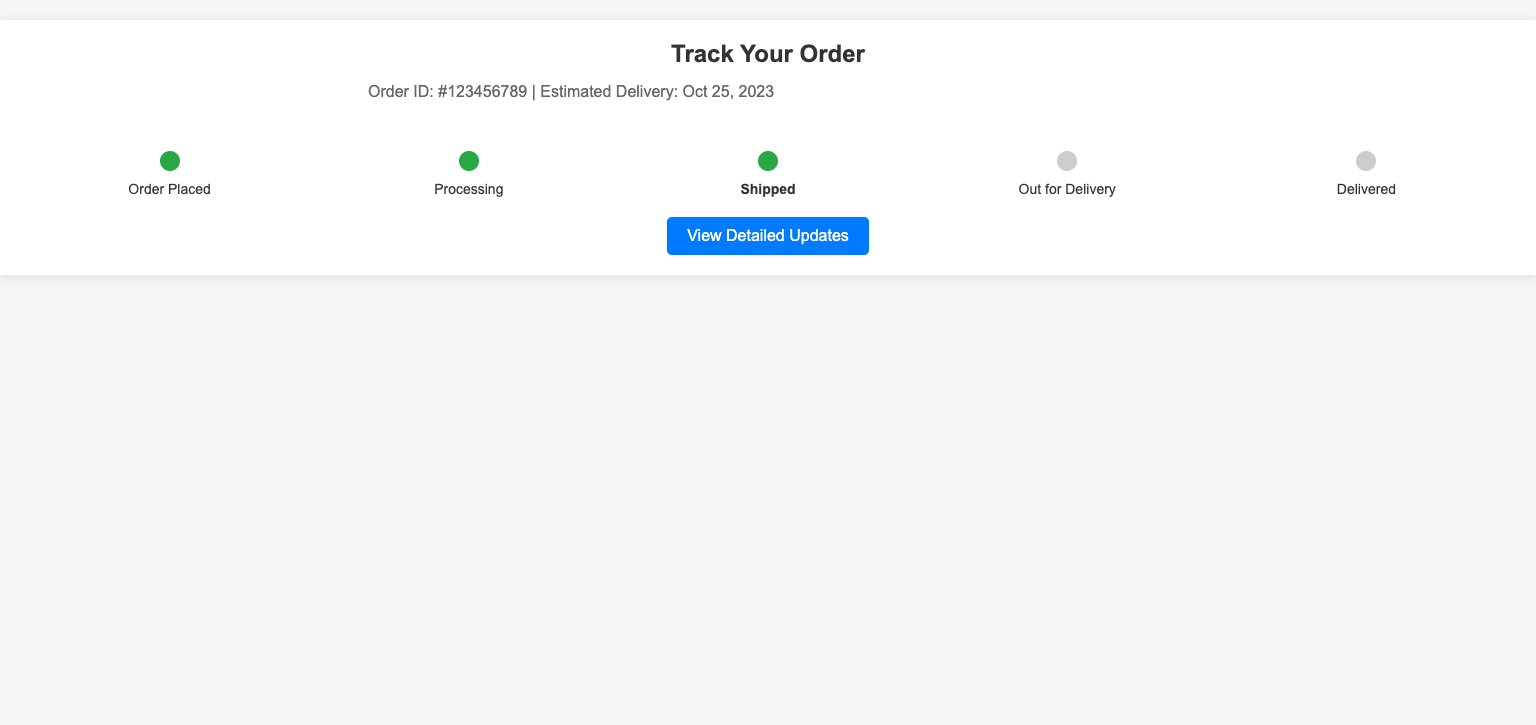 Track Your Order
Order ID: #123456789 | Estimated Delivery: Oct 25, 2023
Order Placed
Processing
Shipped
Out for Delivery
Delivered
View Detailed Updates